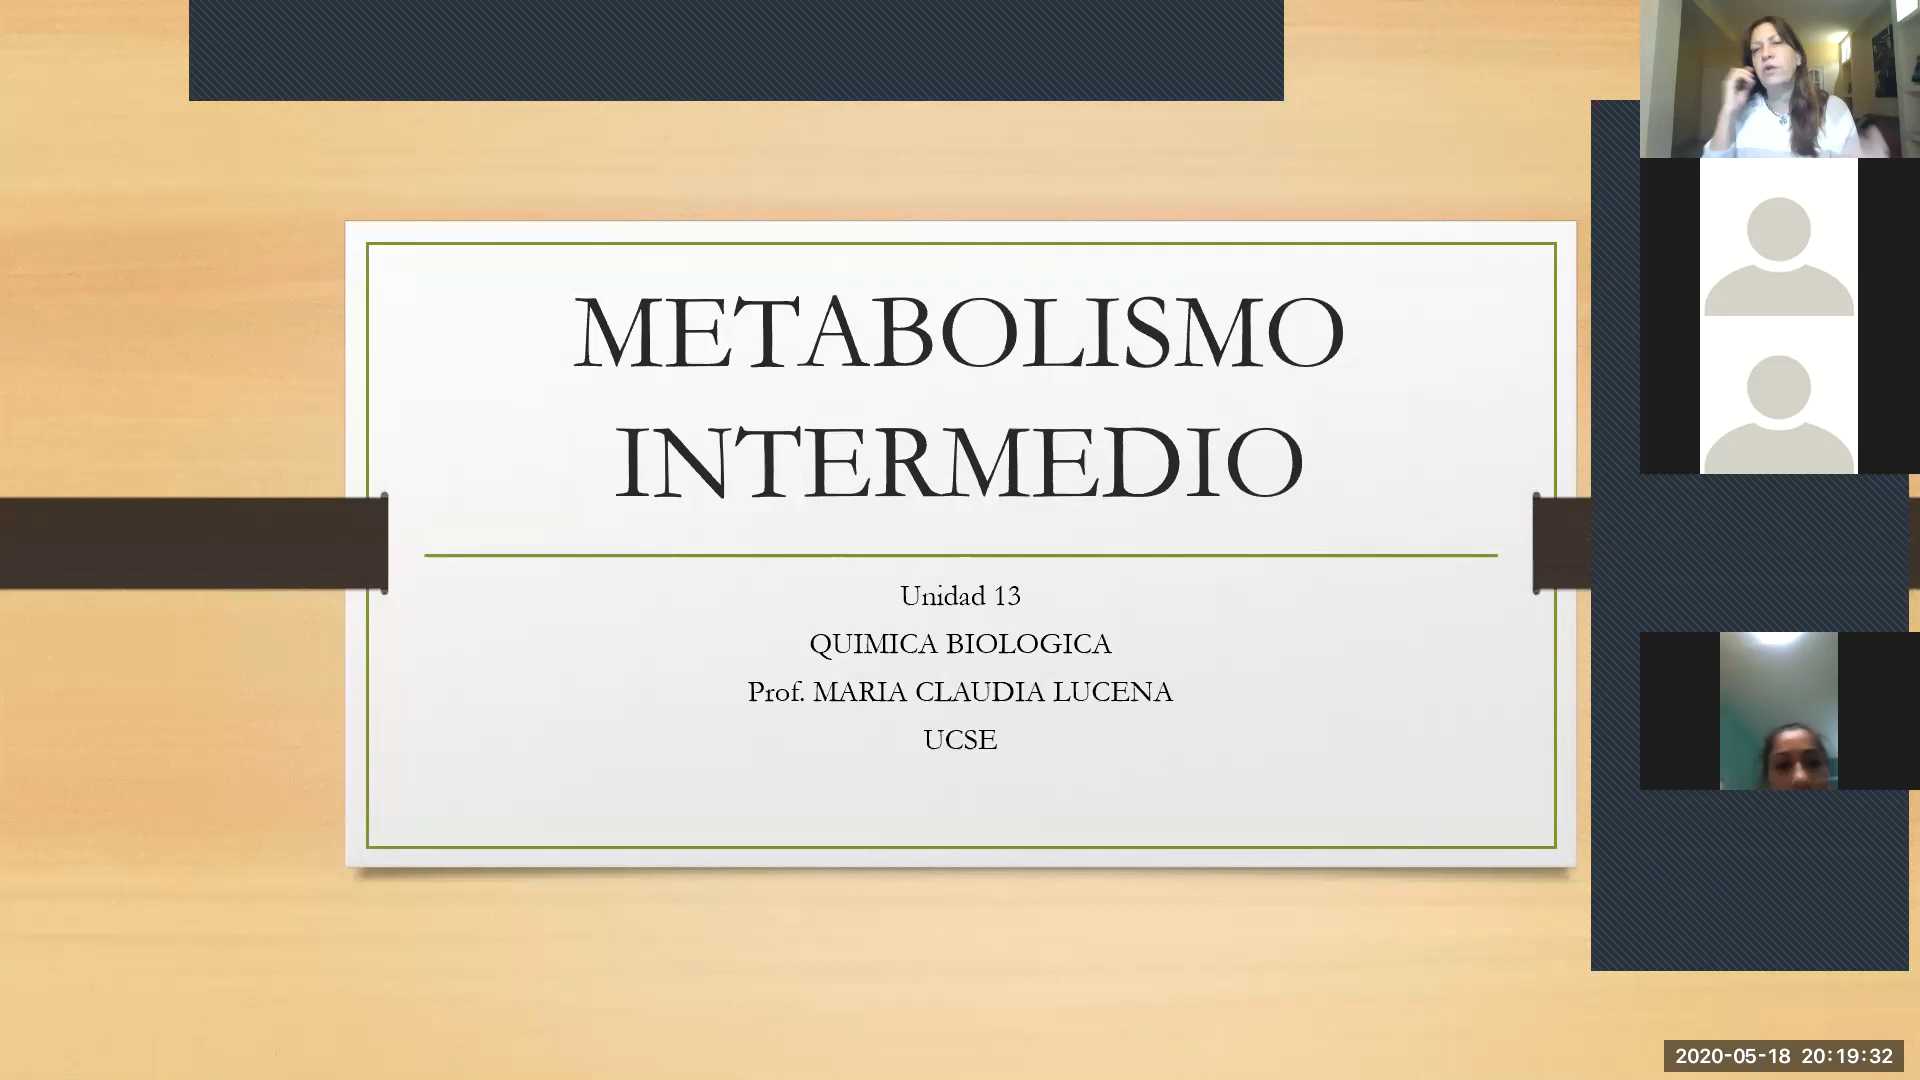 METABOLISMO
INTERMEDIO
Unidad 13
QUIMICA BIOLOGICA
Prof. MARIA CLAUDIA LUCENA
UCSE
2020-05-18 20:19:32